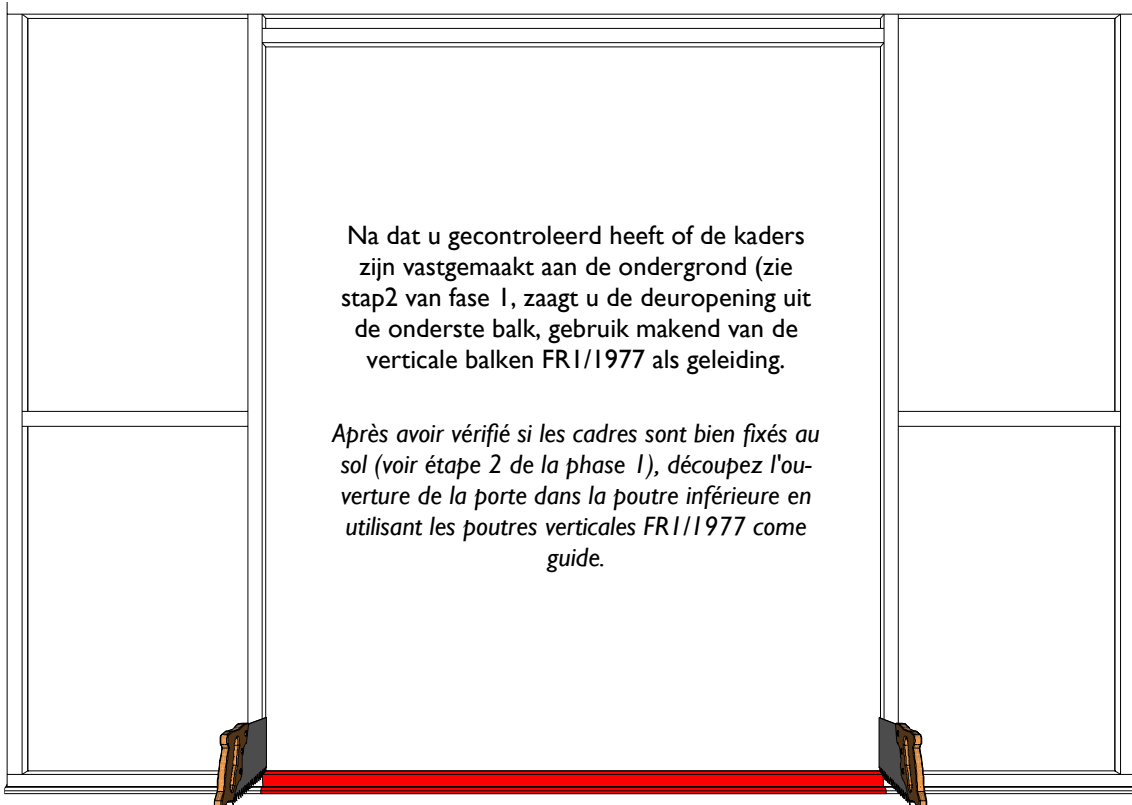 Na dat u gecontroleerd heeft of de kaders
zijn vastgemaakt aan de ondergrond (zie
stap2 van fase 1, zaagt u de deuropening uit
de onderste balk, gebruik makend van de
verticale balken FR1/1977 als geleiding.
Après avoir vérifié si les cadres sont bien fixés au
sol (voir étape 2 de la phase 1), découpez l'ou-
verture de la porte dans la poutre inférieure en
utilisant les poutres verticales FR1/1977 come
guide.